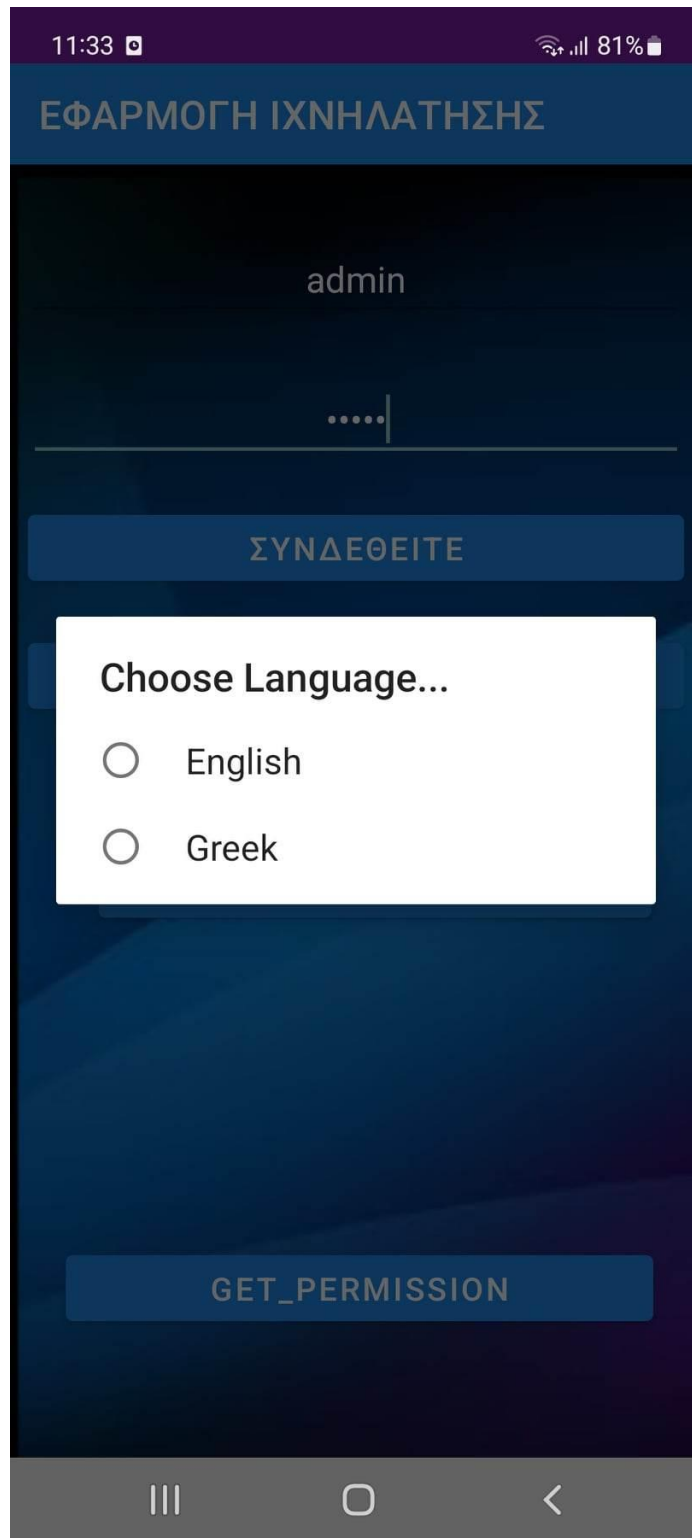 11:33 81%
ΕΦΑΡΜΟΓΗ ΙΧΝΗΛΑΤΗΣΗΣ
admin
•••••
ΣΥΝΔΕΘΕΙΤΕ
Choose Language...
English
Greek
GET_PERMISSION